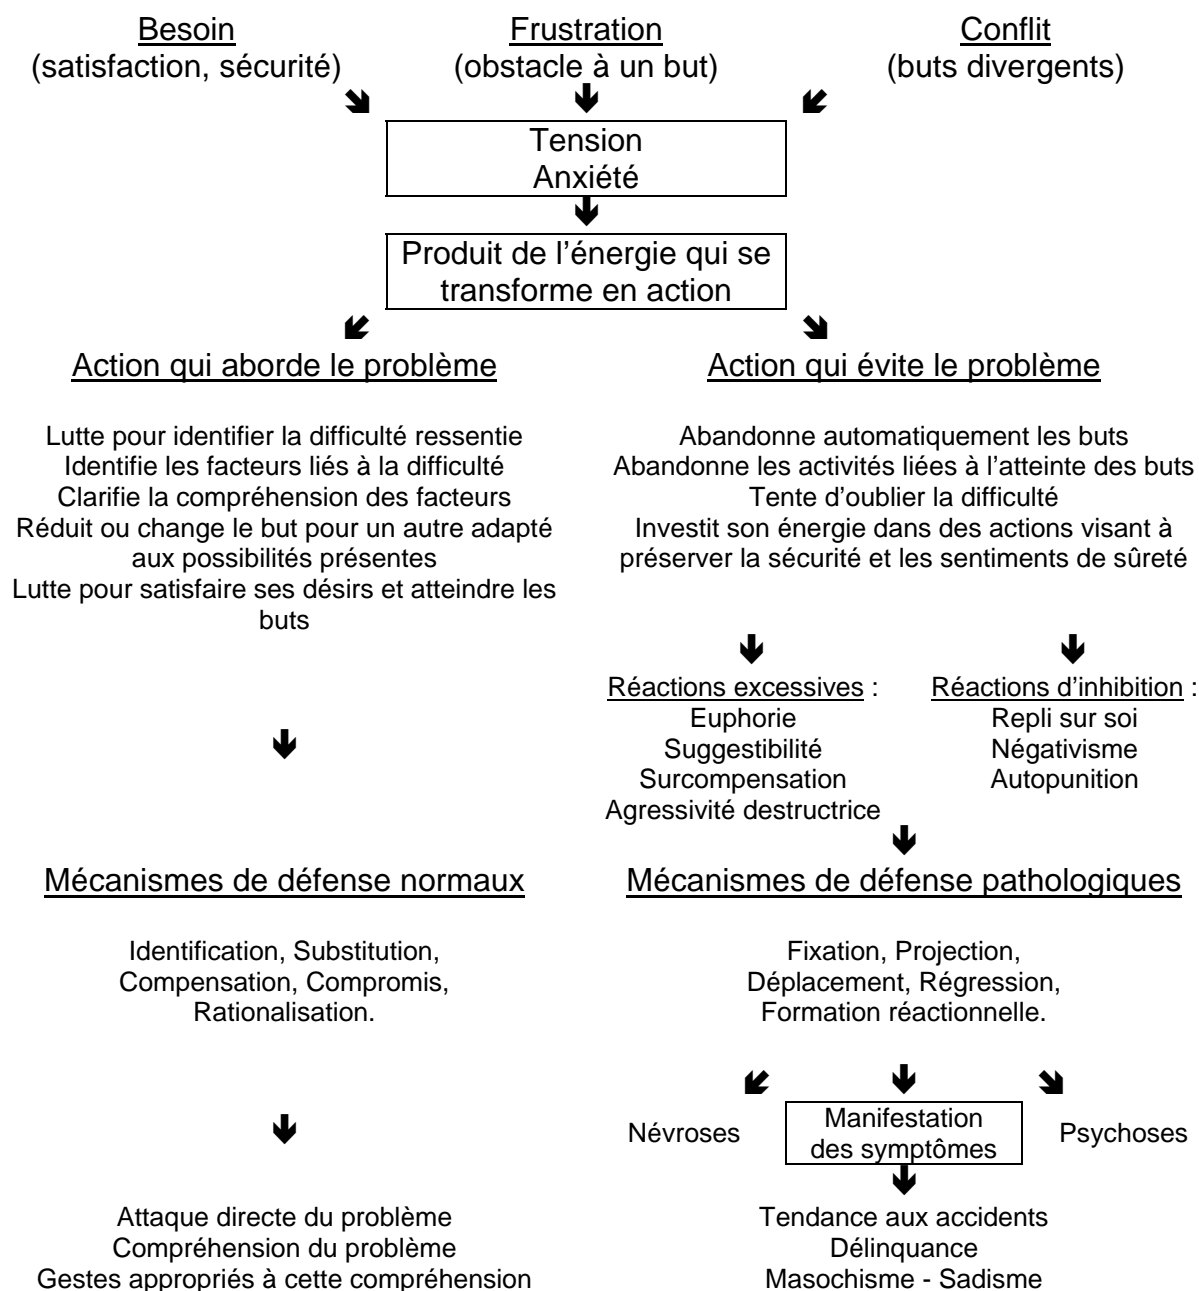 Besoin
(satisfaction, sécurité)
Frustration
(obstacle à un but)
Conflit
(buts divergents)
Tension
Anxiété
Produit de l’énergie qui se
transforme en action
Action qui aborde le problème
Lutte pour identifier la difficulté ressentie
Identifie les facteurs liés à la difficulté
Clarifie la compréhension des facteurs
Réduit ou change le but pour un autre adapté
aux possibilités présentes
Lutte pour satisfaire ses désirs et atteindre les
buts
Action qui évite le problème
Abandonne automatiquement les buts
Abandonne les activités liées à l’atteinte des buts
Tente d’oublier la difficulté
Investit son énergie dans des actions visant à
préserver la sécurité et les sentiments de sûreté
Réactions excessives :
Euphorie
Suggestibilité
Surcompensation
Agressivité destructrice
Réactions d’inhibition :
Repli sur soi
Négativisme
Autopunition
Mécanismes de défense normaux
Identification, Substitution,
Compensation, Compromis,
Rationalisation.
Mécanismes de défense pathologiques
Fixation, Projection,
Déplacement, Régression,
Formation réactionnelle.
Névroses
Manifestation
des symptômes
Psychoses
Attaque directe du problème
Compréhension du problème
Gestes appropriés à cette compréhension
Tendance aux accidents
Délinquance
Masochisme - Sadisme